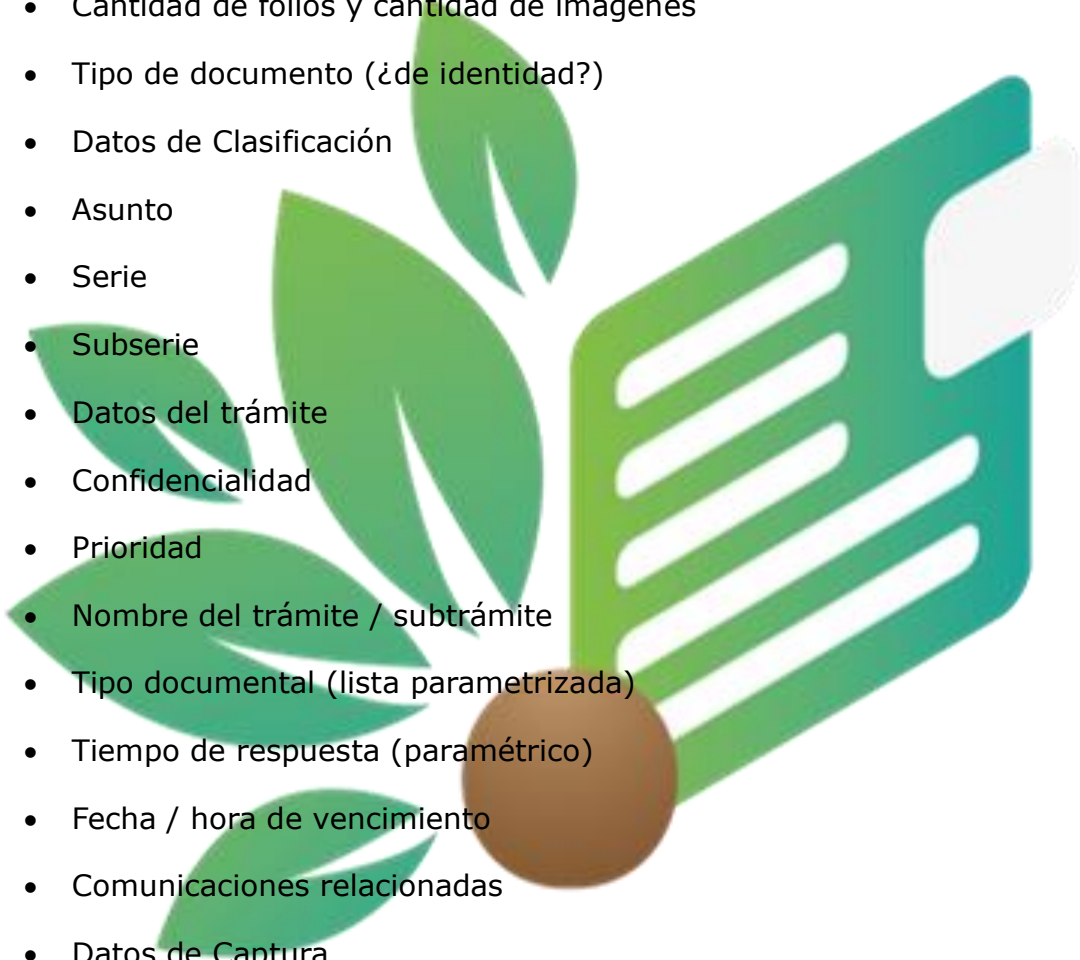 • Cantidad de folios y cantidad de imágenes
• Tipo de documento (¿de identidad?)
• Datos de Clasificación
• Asunto
• Serie
• Subserie
• Datos del trámite
• Confidencialidad
• Prioridad
• Nombre del trámite / subtrámite
• Tipo documental (lista parametrizada)
• Tiempo de respuesta (paramétrico)
• Fecha / hora de vencimiento
• Comunicaciones relacionadas
• Datos de Captura